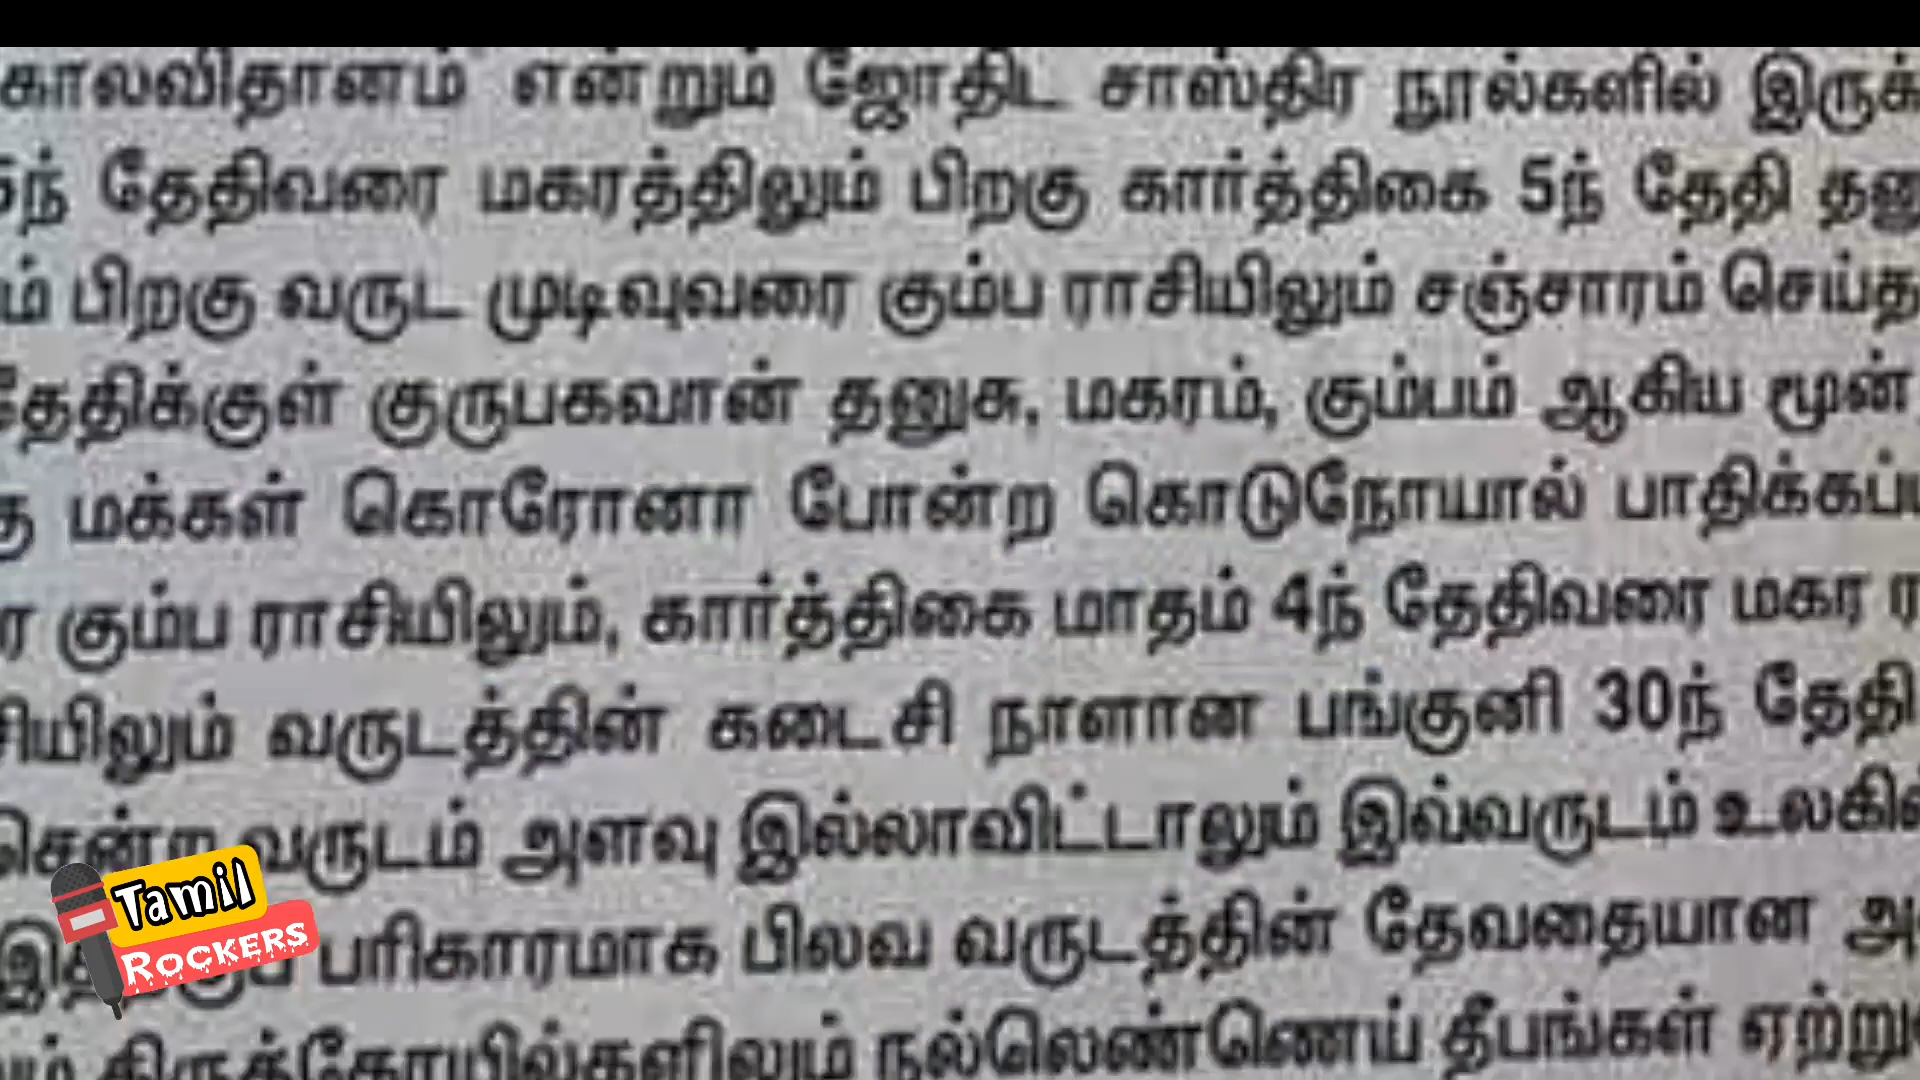 காலவிதானம் என்றும் ஜோதிட சாஸ்திர நூல்களில் இருக்
ந் தேதிவரை மகரத்திலும் பிறகு கார்த்திகை 5ந் தேதி தனு
ம் பிறகு வருட முடிவுவரை கும்ப ராசியிலும் சஞ்சாரம் செய்த
தேதிக்குள் குருபகவான் தனுசு, மகரம், கும்பம் ஆகிய மூன்
கு மக்கள் கொரோனா போன்ற கொடுநோயால் பாதிக்கப்ப
ர கும்ப ராசியிலும், கார்த்திகை மாதம் 4ந் தேதிவரை மகர ர
சியிலும் வருடத்தின் கடைசி நாளான பங்குனி 30ந் தேதி
சென்ற வருடம் அளவு இல்லாவிட்டாலும் இவ்வருடம் உலகில்
பரிகாரமாக பிலவ வருடத்தின் தேவதையான அ
ம் திருக்கோயில்களிலும் நல்லெண்ணெய் தீபங்கள் ஏற்று
Tamil
ROCKERS